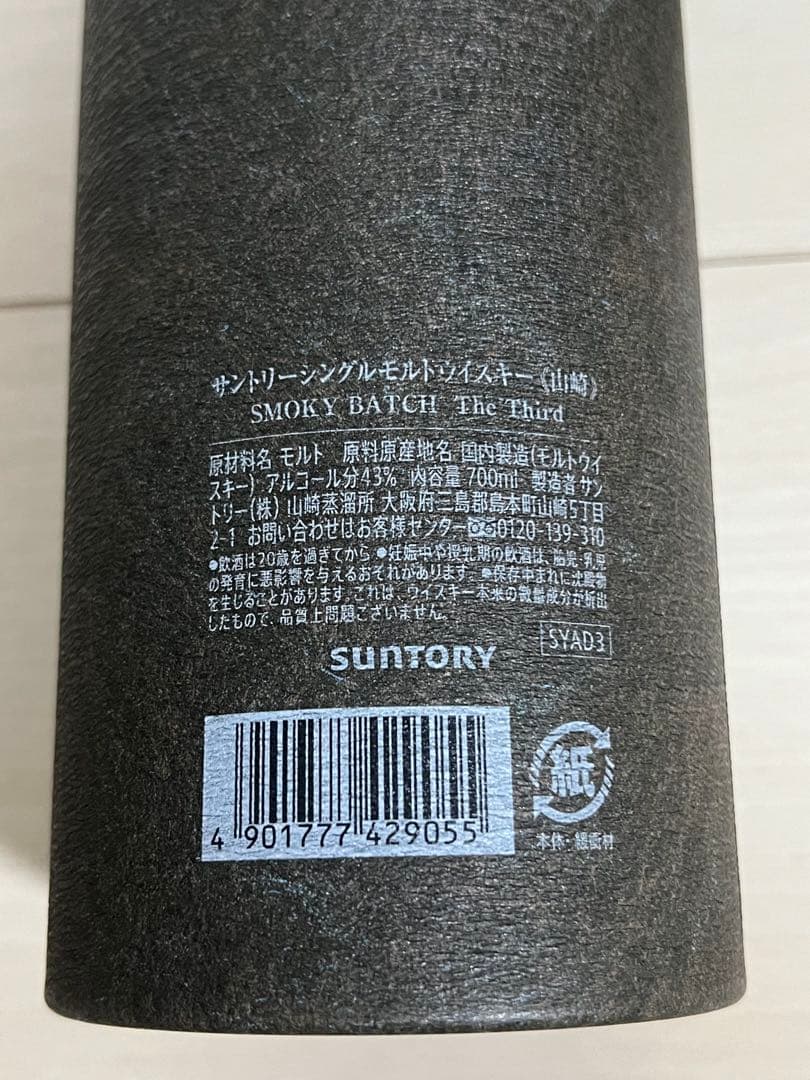 サントリーシングルモルトウイスキー《山崎》
SMOKY BATCH The Third
原材料名 モルト 原料原産地名 国内製造(モルトウイ
スキー) アルコール分43% 内容量 700ml 製造者 サン
トリー(株) 山崎蒸溜所 大阪府三島郡島本町山崎5丁目
2-1 お問い合わせはお客様センター 0120-139-310
●飲酒は20歳を過ぎてから ●妊娠中や授乳期の飲酒は、胎児・乳児
の発育に悪影響を与えるおそれがあります ●保存中まれに沈殿物
を生じることがあります これは、ウイスキー本来の微量成分が析出
したもので、品質上問題ございません。
SYAD3
SUNTORY
4 901777 429055
紙
本体・緩衝材